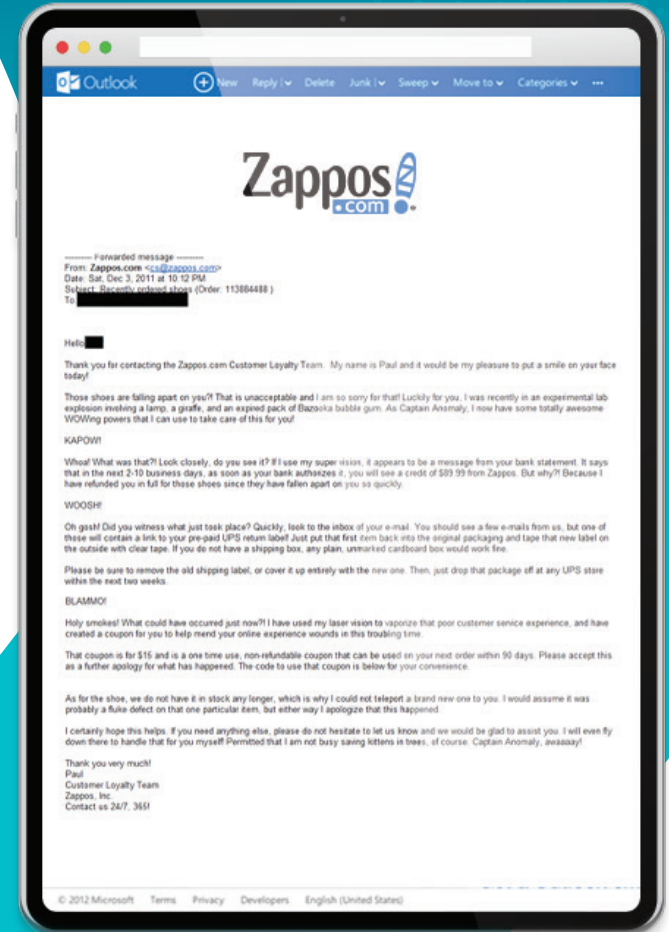 Outlook
New Reply Delete Junk Sweep Move to Categories ...
Zappos
.com
---------- Forwarded message ----------
From: Zappos.com <cs@zappos.com>
Date: Sat, Dec 3, 2011 at 10:12 PM
Subject: Recently ordered shoes (Order: 113884488 )
To:
Hello
Thank you for contacting the Zappos.com Customer Loyalty Team. My name is Paul and it would be my pleasure to put a smile on your face
today!
Those shoes are falling apart on you?! That is unacceptable and I am so sorry for that! Luckily for you, I was recently in an experimental lab
explosion involving a lamp, a giraffe, and an expired pack of Bazooka bubble gum. As Captain Anomaly, I now have some totally awesome
WOWing powers that I can use to take care of this for you!
KAPOW!
Whoa! What was that?! Look closely, do you see it? If I use my super vision, it appears to be a message from your bank statement. It says
that in the next 2-10 business days, as soon as your bank authorizes it, you will see a credit of $89.99 from Zappos. But why?! Because I
have refunded you in full for those shoes since they have fallen apart on you so quickly.
WOOSH!
Oh gosh! Did you witness what just took place? Quickly, look to the inbox of your e-mail. You should see a few e-mails from us, but one of
those will contain a link to your pre-paid UPS return label! Just put that first item back into the original packaging and tape that new label on
the outside with clear tape. If you do not have a shipping box, any plain, unmarked cardboard box would work fine.
Please be sure to remove the old shipping label, or cover it up entirely with the new one. Then, just drop that package off at any UPS store
within the next two weeks.
BLAMMO!
Holy smokes! What could have occurred just now?! I have used my laser vision to vaporize that poor customer service experience, and have
created a coupon for you to help mend your online experience wounds in this troubling time.
That coupon is for $15 and is a one time use, non-refundable coupon that can be used on your next order within 90 days. Please accept this
as a further apology for what has happened. The code to use that coupon is below for your convenience.
As for the shoe, we do not have it in stock any longer, which is why I could not teleport a brand new one to you. I would assume it was
probably a fluke defect on that one particular item, but either way I apologize that this happened.
I certainly hope this helps. If you need anything else, please do not hesitate to let us know and we would be glad to assist you. I will even fly
down there to handle that for you myself! Permitted that I am not busy saving kittens in trees, of course. Captain Anomaly, awaaaay!
Thank you very much!
Paul
Customer Loyalty Team
Zappos, Inc.
Contact us 24/7, 365!
© 2012 Microsoft Terms Privacy Developers English (United States)